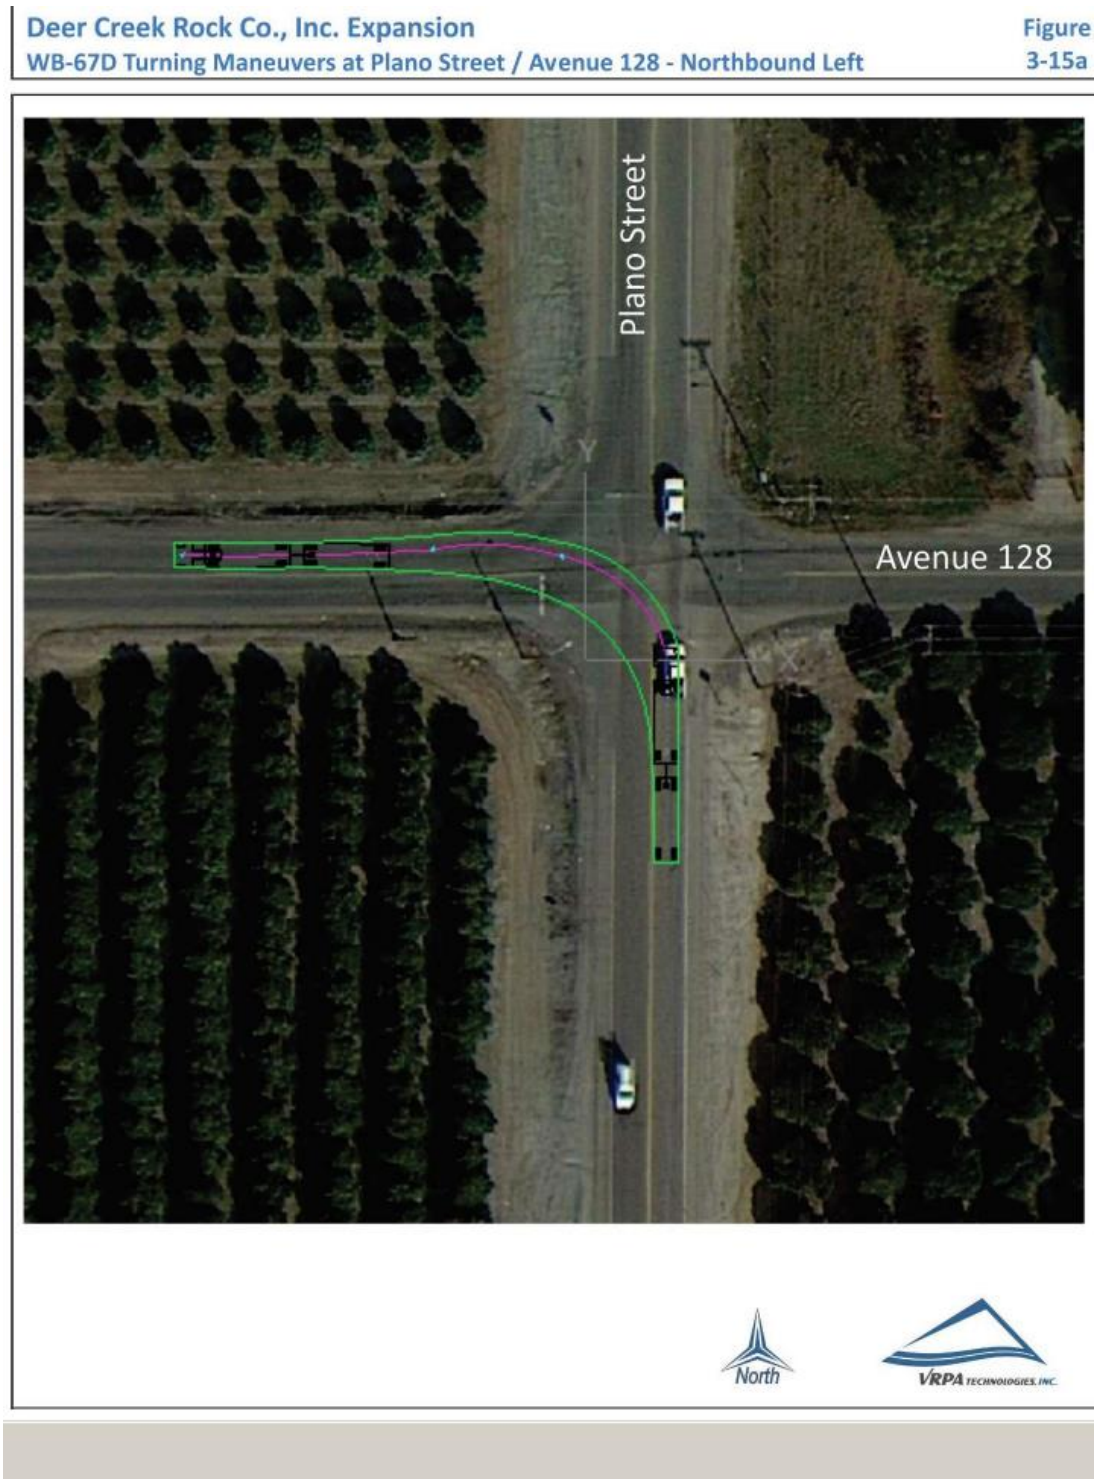 Deer Creek Rock Co., Inc. Expansion
Figure
WB-67D Turning Maneuvers at Plano Street / Avenue 128 - Northbound Left
3-15a
Plano Street
Y
Avenue 128
X
North
VRPA TECHNOLOGIES, INC.